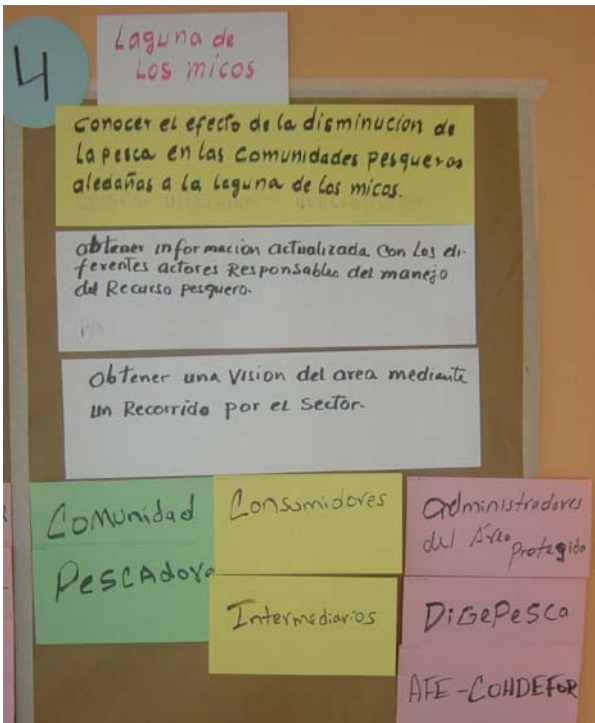 4
Laguna de
Los micos
Conocer el efecto de la disminucion de
La pesca en las Comunidades pesqueras
aledañas a la laguna de los micos.
obtener informacion actualizada con los di-
ferentes actores Responsables del manejo
del Recurso pesquero.
obtener una vision del area mediante
un Recorrido por el Sector.
Comunidad
Pescadora
Consumidores
Intermediarios
administradores
del Área
Protegida
DiGePesca
AFE-COHDEFOR